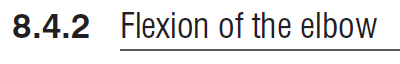 8.4.2 Flexion of the elbow